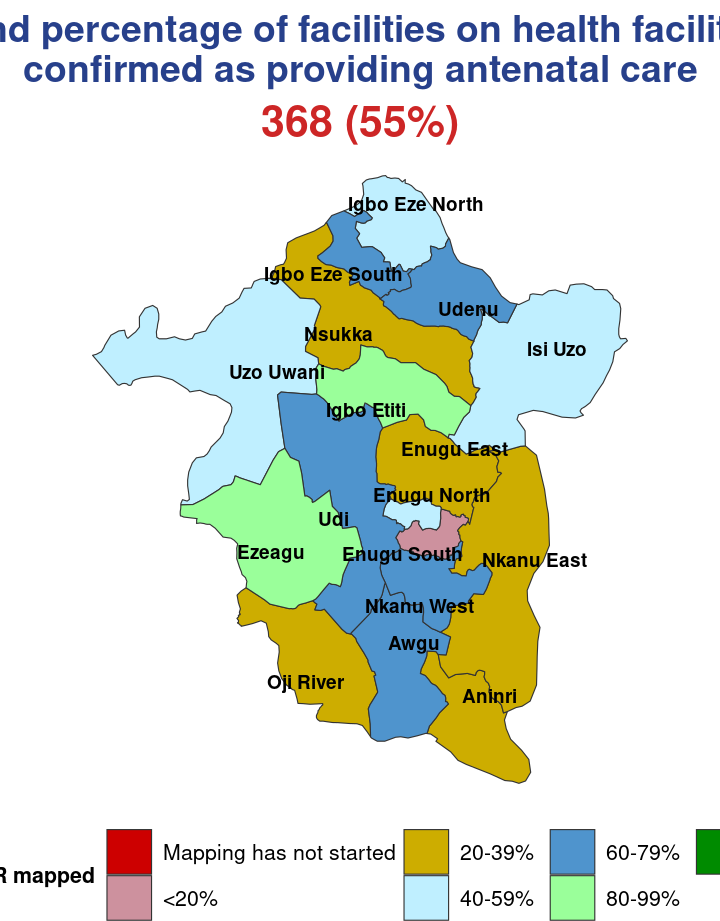 nd percentage of facilities on health facilit
confirmed as providing antenatal care
368 (55%)
Igbo Eze North
Igbo Eze South
Udenu
Nsukka
Isi Uzo
Uzo Uwani
Igbo Etiti
Enugu East
Enugu North
Udi
Ezeagu
Enugu South
Nkanu East
Nkanu West
Awgu
Oji River
Aninri
R mapped
Mapping has not started
20-39%
60-79%
<20%
40-59%
80-99%